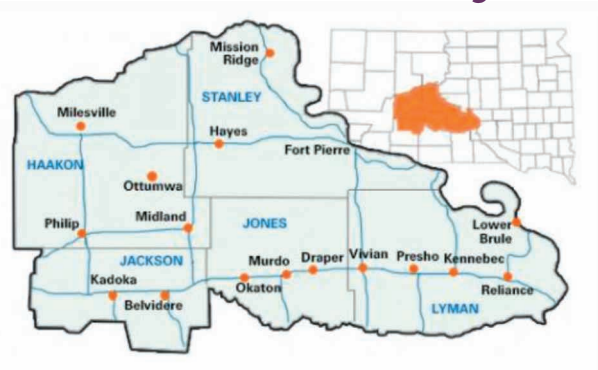 Mission
Ridge
STANLEY
Milesville
Hayes
Fort Pierre
HAAKON
Ottumwa
Philip
Midland
JONES
Lower
Brule
JACKSON
Murdo
Draper
Vivian
Presho
Kennebec
Kadoka
Okaton
Reliance
Belvidere
LYMAN